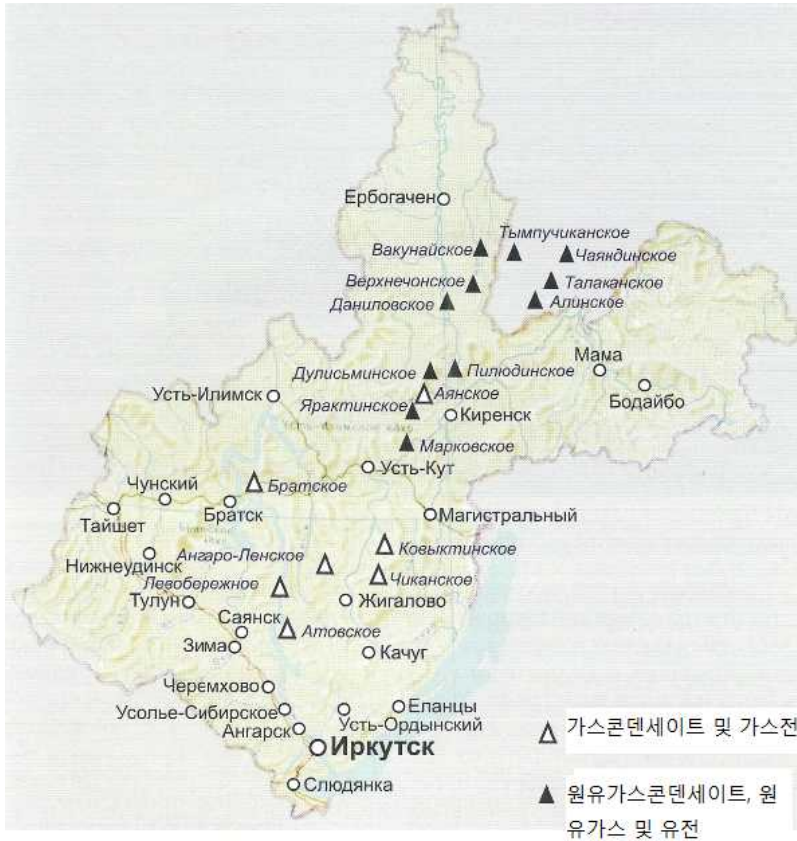 Ербогачен
Тымпучиканское
Вакунайское
Чаяндинское
Верхнечонское
Талаканское
Даниловское
Алинское
Мама
Дулисьминское
Пилюдинское
Усть-Илимск
Аянское
Бодайбо
Ярактинское
Киренск
Марковское
Усть-Кут
Чунский
Братское
Тайшет
Братск
Магистральный
Ангаро-Ленское
Ковыктинское
Нижнеудинск
Левобережное
Чиканское
Тулун
Жигалово
Саянск
Атовское
Зима
Качуг
Черемхово
Усолье-Сибирское
Еланцы
Усть-Ордынский
Ангарск
Иркутск
Слюдянка
가스콘덴세이트 및 가스전
원유가스콘덴세이트, 원
유가스 및 유전